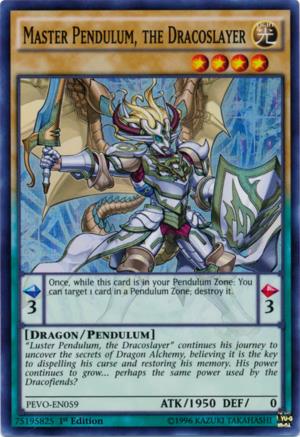 MASTER PENDULUM, THE DRACOSLAYER
Once, while this card is in your Pendulum Zone: You
can target 1 card in a Pendulum Zone; destroy it.
3
3
[DRAGON/PENDULUM]
"Luster Pendulum, the Dracoslayer" continues his journey to
uncover the secrets of Dragon Alchemy, believing it is the key
to dispelling his curse and restoring his memory. His power
continues to grow... perhaps the same power used by the
Dracofiends?
PEVO-EN059
ATK/1950 DEF/ 0
75195825
1st Edition
©1996 KAZUKI TAKAHASHI